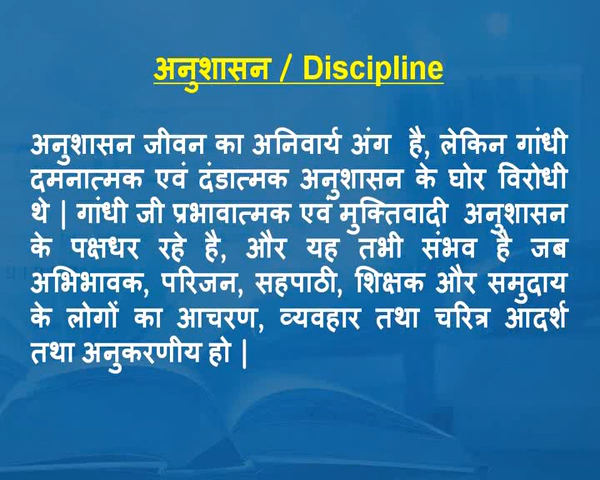 अनुशासन / Discipline
अनुशासन जीवन का अनिवार्य अंग है, लेकिन गांधी
दमनात्मक एवं दंडात्मक अनुशासन के घोर विरोधी
थे | गांधी जी प्रभावात्मक एवं मुक्तिवादी अनुशासन
के पक्षधर रहे है, और यह तभी संभव है जब
अभिभावक, परिजन, सहपाठी, शिक्षक और समुदाय
के लोगों का आचरण, व्यवहार तथा चरित्र आदर्श
तथा अनुकरणीय हो |